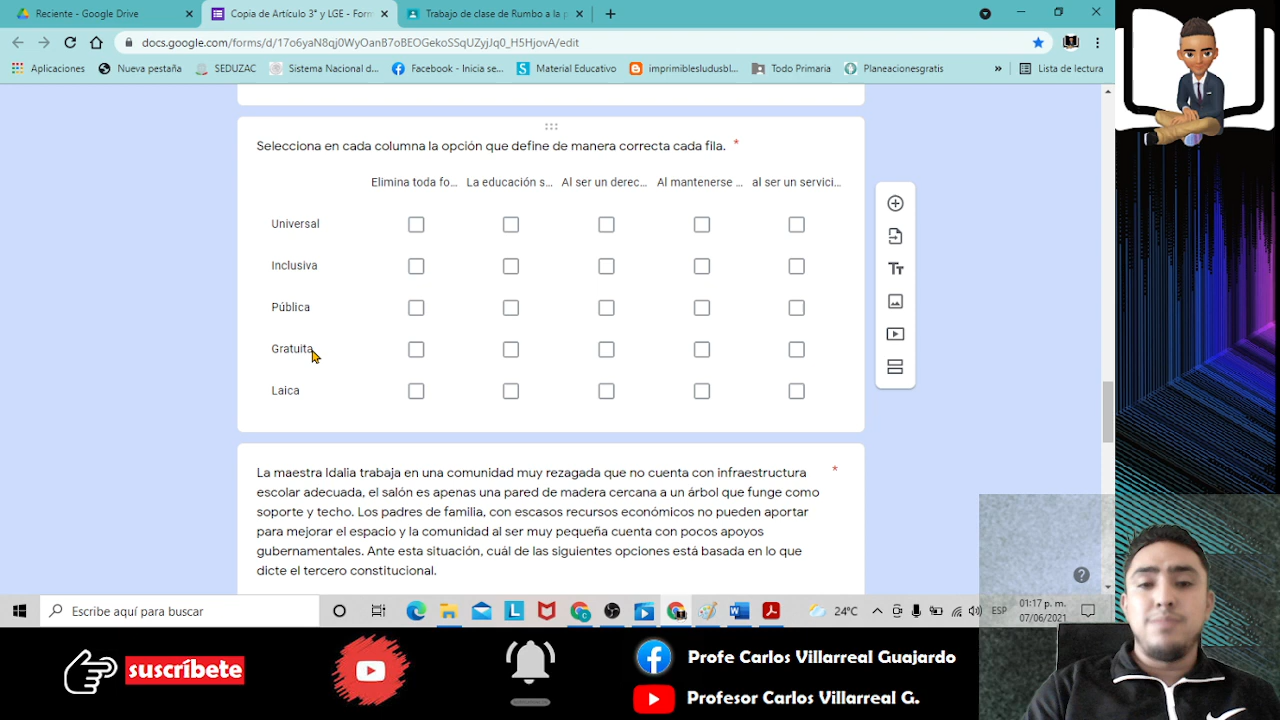 Reciente - Google Drive
Copia de Artículo 3° y LGE - Form
Trabajo de clase de Rumbo a la p
docs.google.com/forms/d/17o6yaN8qj0WyOanB7oBEOGekoSSqUZyjJq0_H5HjovA/edit
Aplicaciones
Nueva pestaña
SEDUZAC
Sistema Nacional d...
Facebook - Inicia se...
Material Educativo
imprimiblesludusbl...
Todo Primaria
Planeacionesgratis
»
Lista de lectura
Selecciona en cada columna la opción que define de manera correcta cada fila. *
Elimina toda fo... La educación s... Al ser un derec... Al mantenerse ... al ser un servici...
Universal
Inclusiva
Pública
Gratuita
Laica
La maestra Idalia trabaja en una comunidad muy rezagada que no cuenta con infraestructura *
escolar adecuada, el salón es apenas una pared de madera cercana a un árbol que funge como
soporte y techo. Los padres de familia, con escasos recursos económicos no pueden aportar
para mejorar el espacio y la comunidad al ser muy pequeña cuenta con pocos apoyos
gubernamentales. Ante esta situación, cuál de las siguientes opciones está basada en lo que
dicte el tercero constitucional.
Escribe aquí para buscar
24°C
ESP
01:17 p. m.
07/06/2021
suscríbete
Profe Carlos Villarreal Guajardo
Profesor Carlos Villarreal G.